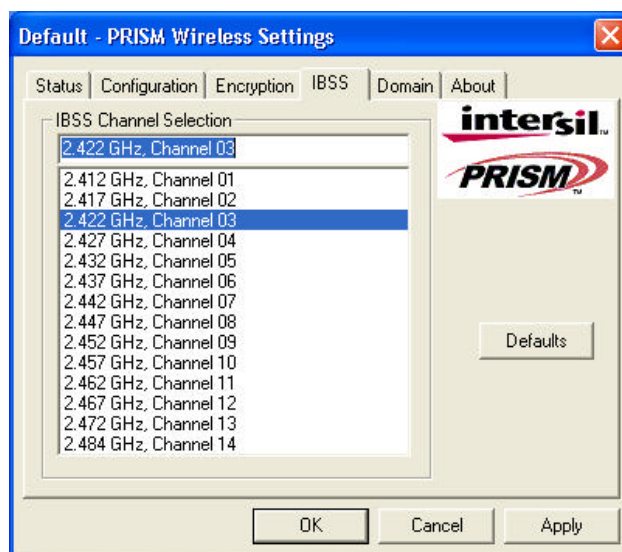 Default - PRISM Wireless Settings
Status Configuration Encryption IBSS Domain About
IBSS Channel Selection
2.422 GHz, Channel 03
2.412 GHz, Channel 01
2.417 GHz, Channel 02
2.422 GHz, Channel 03
2.427 GHz, Channel 04
2.432 GHz, Channel 05
2.437 GHz, Channel 06
2.442 GHz, Channel 07
2.447 GHz, Channel 08
2.452 GHz, Channel 09
2.457 GHz, Channel 10
2.462 GHz, Channel 11
2.467 GHz, Channel 12
2.472 GHz, Channel 13
2.484 GHz, Channel 14
intersil™
PRISM™
Defaults
OK Cancel Apply